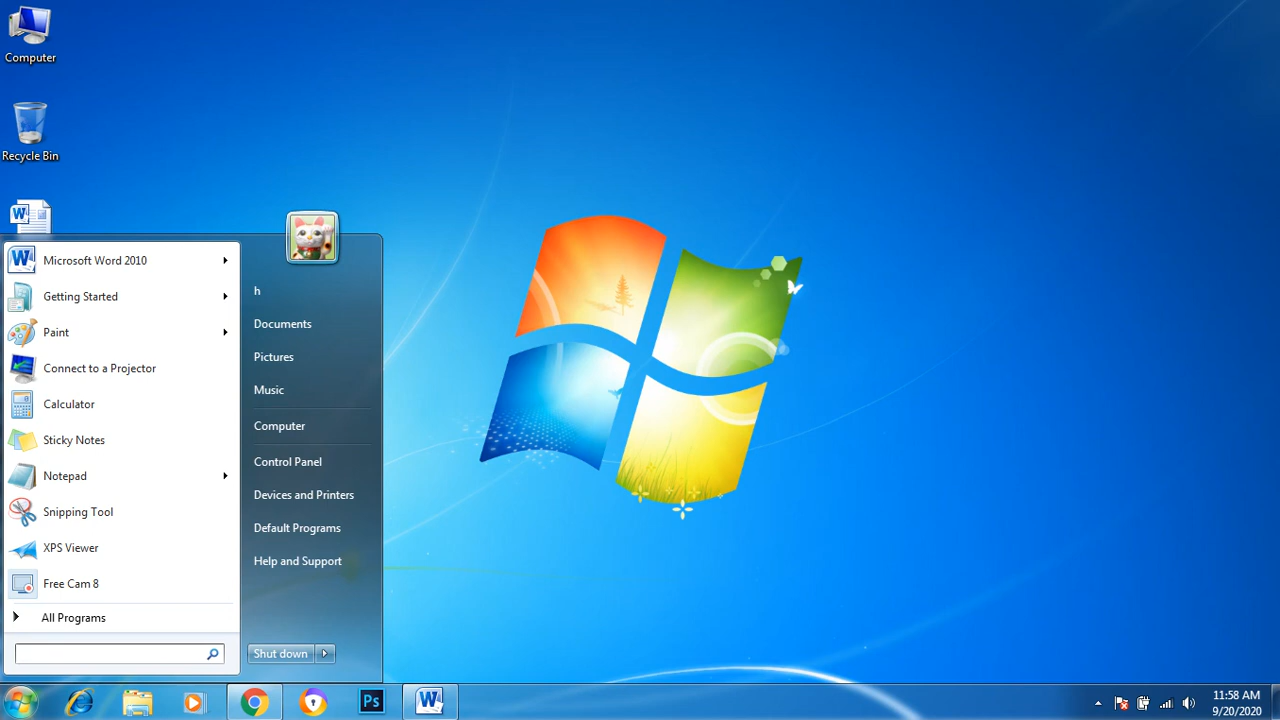 Computer
Recycle Bin
W
Microsoft Word 2010
Getting Started
Paint
Connect to a Projector
Calculator
Sticky Notes
Notepad
Snipping Tool
XPS Viewer
Free Cam 8
All Programs
h
Documents
Pictures
Music
Computer
Control Panel
Devices and Printers
Default Programs
Help and Support
Shut down
Ps
W
11:58 AM
9/20/2020